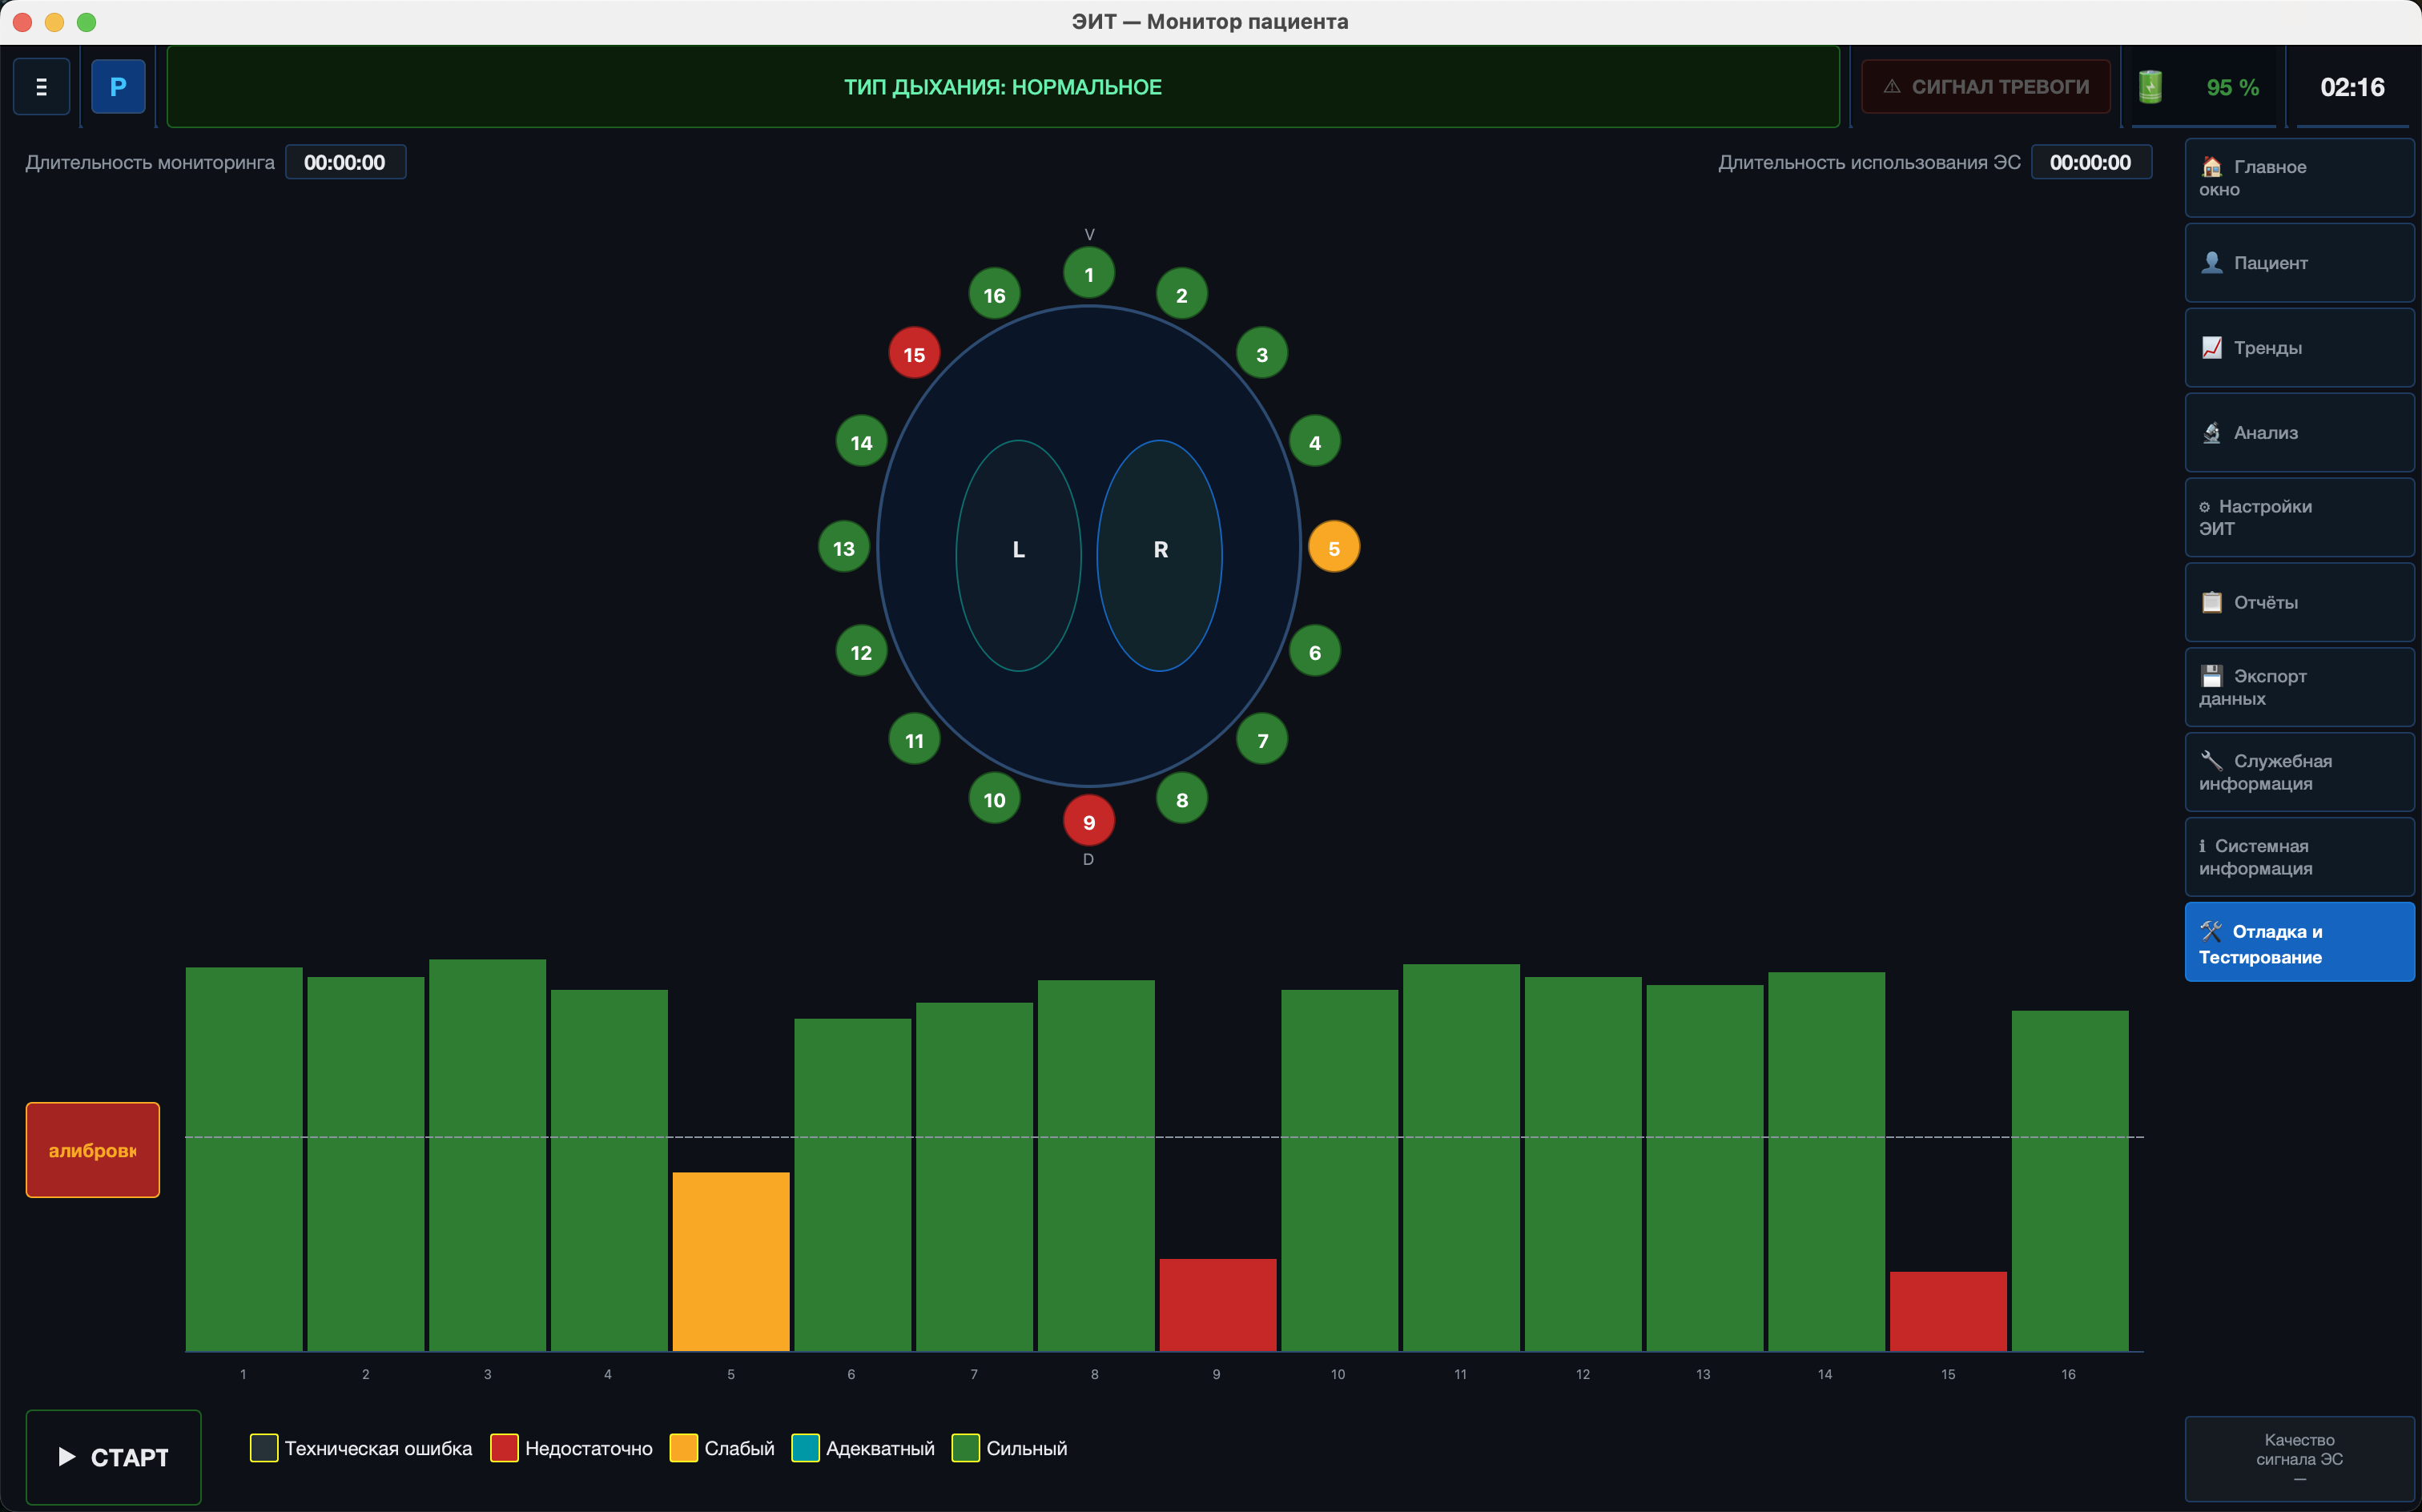 ЭИТ — Монитор пациента
P
ТИП ДЫХАНИЯ: НОРМАЛЬНОЕ
⚠ СИГНАЛ ТРЕВОГИ
95 %
02:16
Длительность мониторинга 00:00:00
Длительность использования ЭС 00:00:00
V
1
16
2
15
3
14
4
L
R
13
5
12
6
11
7
10
8
9
D
Главное
окно
Пациент
Тренды
Анализ
Настройки
ЭИТ
Отчёты
Экспорт
данных
Служебная
информация
ℹ Системная
информация
Отладка и
Тестирование
алибровк
1 2 3 4 5 6 7 8 9 10 11 12 13 14 15 16
▶ СТАРТ
Техническая ошибка
Недостаточно
Слабый
Адекватный
Сильный
Качество
сигнала ЭС
—